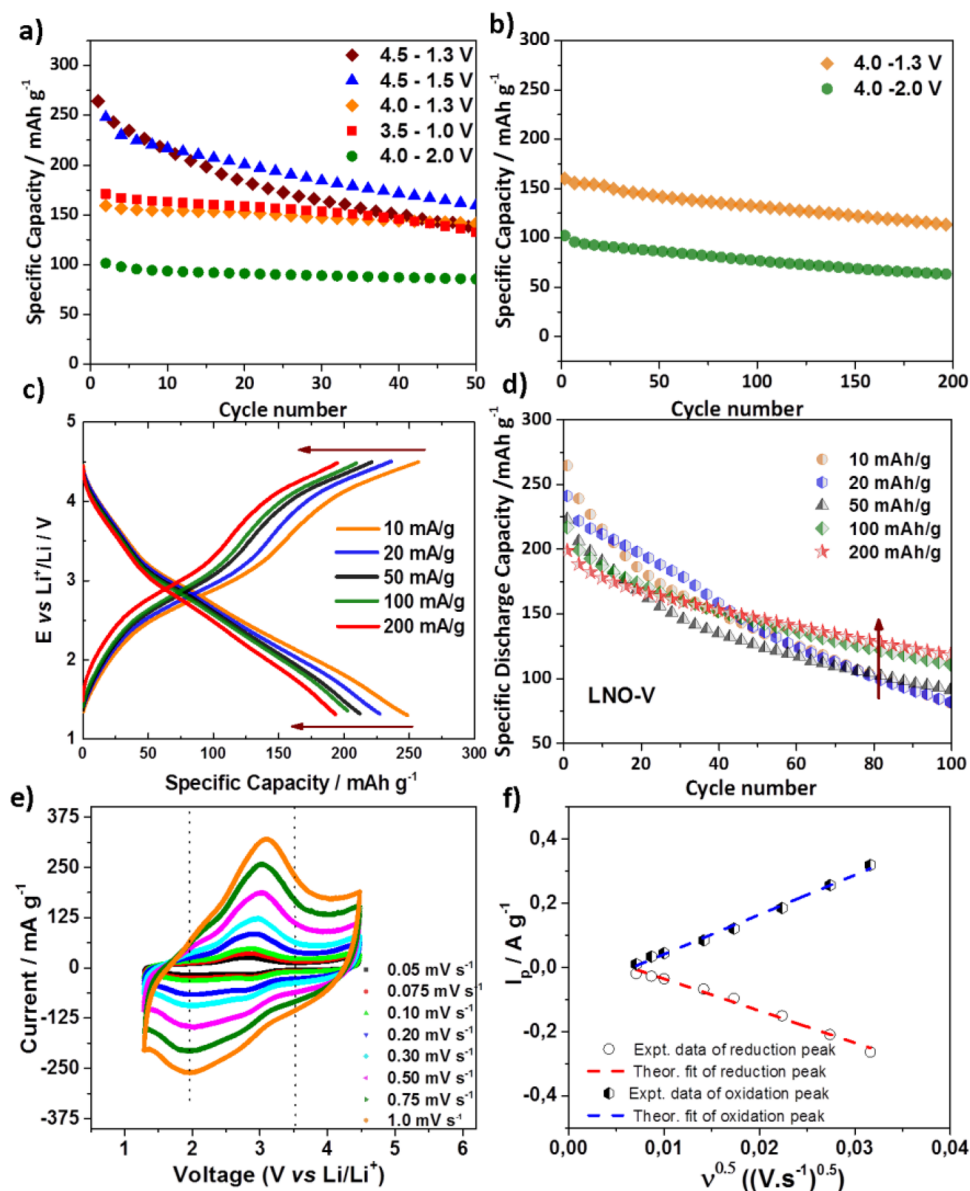 a)
300
250
200
150
100
50
0
0
10
20
30
40
50
Specific Capacity / mAh g⁻¹
Cycle number
4.5 - 1.3 V
4.5 - 1.5 V
4.0 - 1.3 V
3.5 - 1.0 V
4.0 - 2.0 V
b)
300
250
200
150
100
50
0
50
100
150
200
Specific Capacity / mAh g⁻¹
Cycle number
4.0 -1.3 V
4.0 -2.0 V
c)
5
4
3
2
1
0
50
100
150
200
250
300
E vs Li⁺/Li / V
Specific Capacity / mAh g⁻¹
10 mA/g
20 mA/g
50 mA/g
100 mA/g
200 mA/g
d)
300
250
200
150
100
50
0
20
40
60
80
100
Specific Discharge Capacity /mAh g⁻¹
Cycle number
10 mAh/g
20 mAh/g
50 mAh/g
100 mAh/g
200 mAh/g
LNO-V
e)
375
250
125
0
-125
-250
-375
1
2
3
4
5
6
Current / mA g⁻¹
Voltage (V vs Li/Li⁺)
0.05 mV s⁻¹
0.075 mV s⁻¹
0.10 mV s⁻¹
0.20 mV s⁻¹
0.30 mV s⁻¹
0.50 mV s⁻¹
0.75 mV s⁻¹
1.0 mV s⁻¹
f)
0,4
0,2
0,0
-0,2
-0,4
0,00
0,01
0,02
0,03
0,04
Iₚ / A g⁻¹
ν⁰·⁵ ((V.s⁻¹)⁰·⁵)
Expt. data of reduction peak
Theor. fit of reduction peak
Expt. data of oxidation peak
Theor. fit of oxidation peak